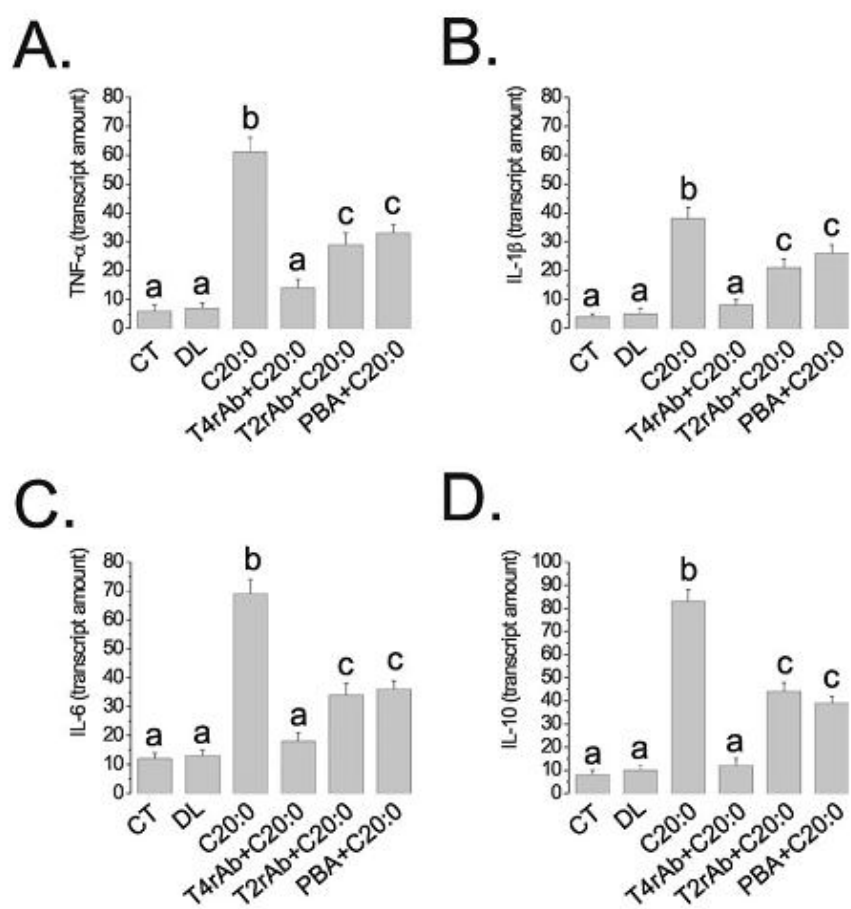 A.
TNF-α (transcript amount)
80
70
60
50
40
30
20
10
0
a
a
b
a
c
c
CT
DL
C20:0
T4rAb+C20:0
T2rAb+C20:0
PBA+C20:0
B.
IL-1β (transcript amount)
80
70
60
50
40
30
20
10
0
a
a
b
a
c
c
CT
DL
C20:0
T4rAb+C20:0
T2rAb+C20:0
PBA+C20:0
C.
IL-6 (transcript amount)
80
70
60
50
40
30
20
10
0
a
a
b
a
c
c
CT
DL
C20:0
T4rAb+C20:0
T2rAb+C20:0
PBA+C20:0
D.
IL-10 (transcript amount)
100
90
80
70
60
50
40
30
20
10
0
a
a
b
a
c
c
CT
DL
C20:0
T4rAb+C20:0
T2rAb+C20:0
PBA+C20:0